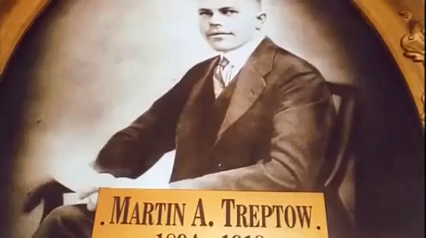 . MARTIN A. TREPTOW .